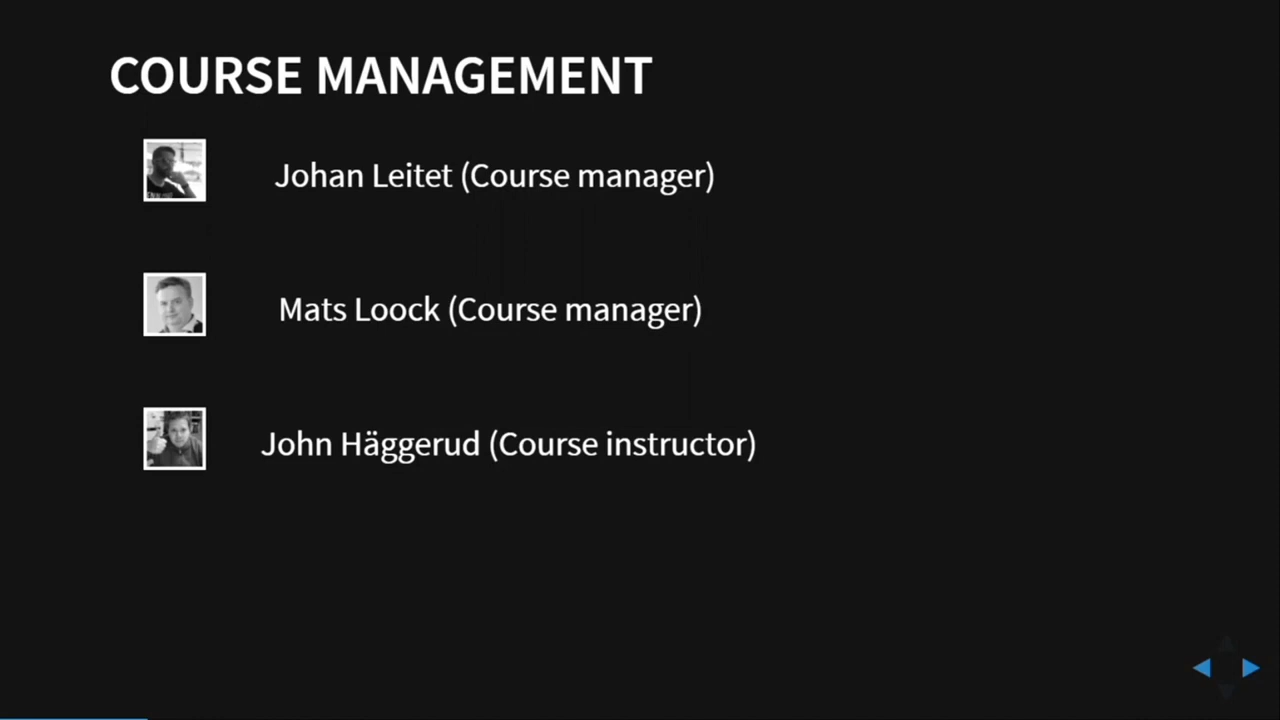 COURSE MANAGEMENT
Johan Leitet (Course manager)
Mats Loock (Course manager)
John Häggerud (Course instructor)